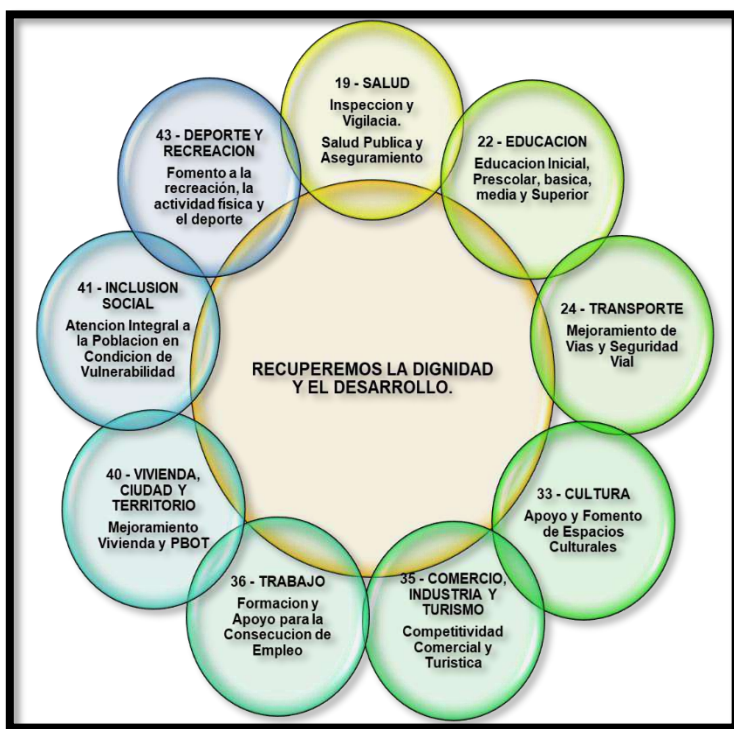 19 - SALUD
Inspeccion y
Vigilacia.
Salud Publica y
Aseguramiento
22 - EDUCACION
Educacion Inicial,
Prescolar, basica,
media y Superior
24 - TRANSPORTE
Mejoramiento de
Vias y Seguridad
Vial
33 - CULTURA
Apoyo y Fomento
de Espacios
Culturales
35 - COMERCIO,
INDUSTRIA Y
TURISMO
Competitividad
Comercial y
Turistica
36 - TRABAJO
Formacion y
Apoyo para la
Consecucion de
Empleo
40 - VIVIENDA,
CIUDAD Y
TERRITORIO
Mejoramiento
Vivienda y PBOT
41 - INCLUSION
SOCIAL
Atencion Integral a
la Poblacion en
Condicion de
Vulnerabilidad
43 - DEPORTE Y
RECREACION
Fomento a la
recreación, la
actividad física y
el deporte
RECUPEREMOS LA DIGNIDAD
Y EL DESARROLLO.